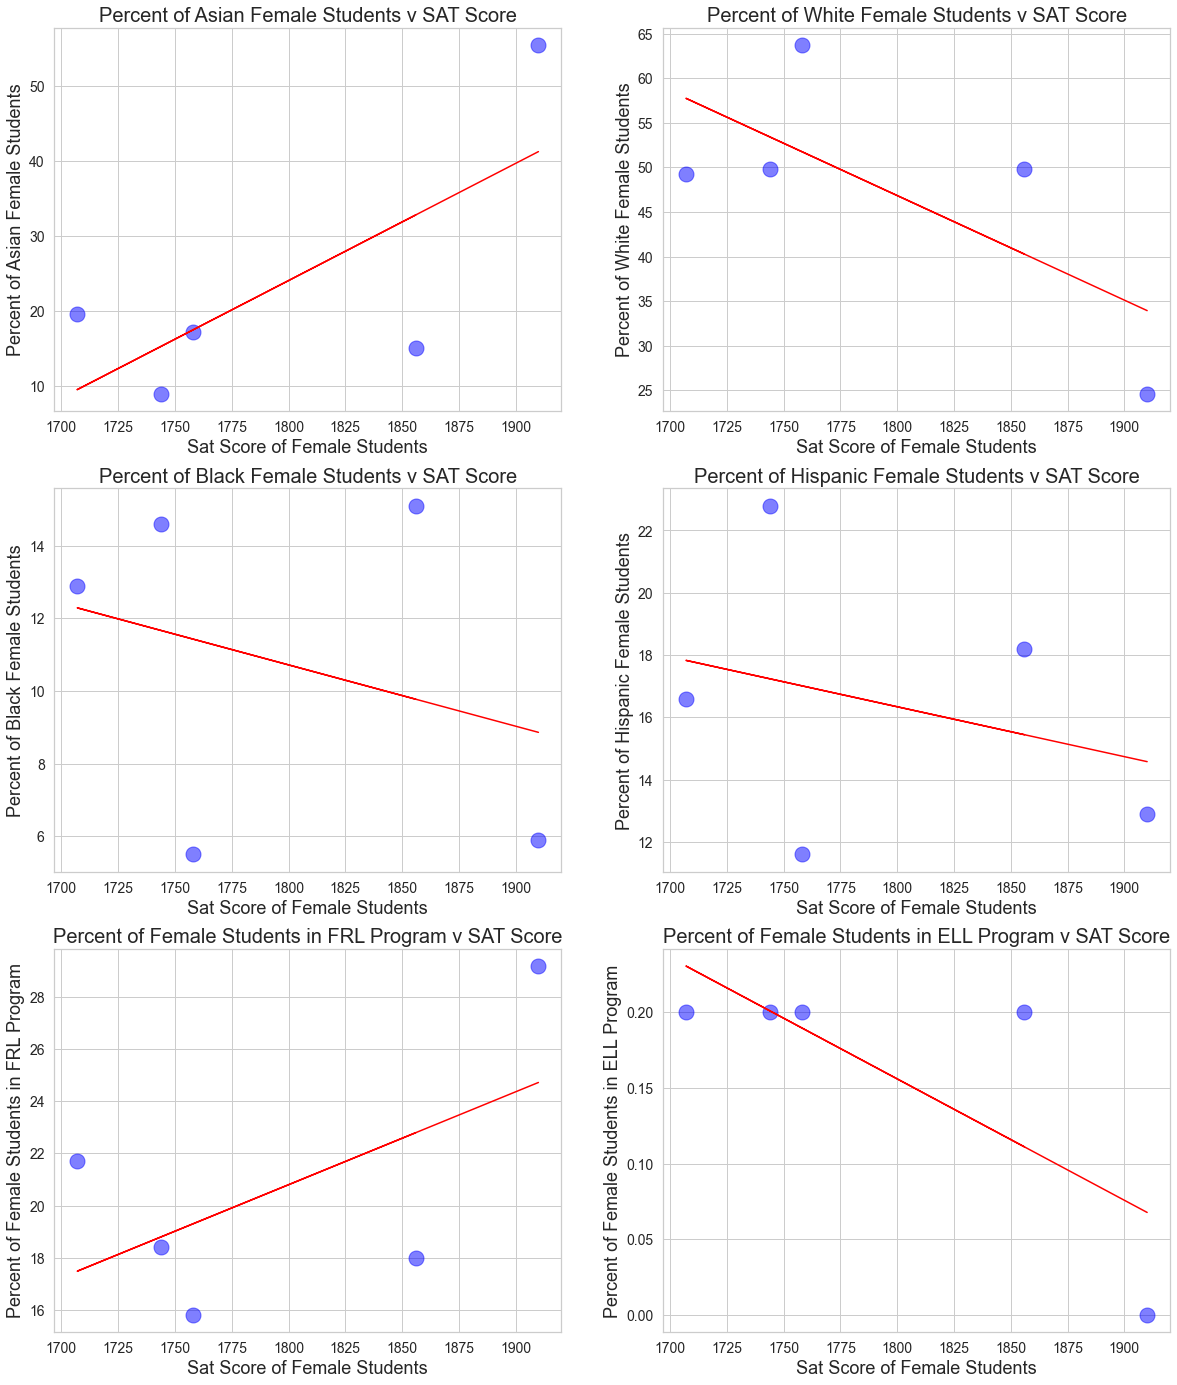 Percent of Asian Female Students v SAT Score
Percent of Asian Female Students
50
40
30
20
10
1700 1725 1750 1775 1800 1825 1850 1875 1900
Sat Score of Female Students
Percent of White Female Students v SAT Score
Percent of White Female Students
65
60
55
50
45
40
35
30
25
1700 1725 1750 1775 1800 1825 1850 1875 1900
Sat Score of Female Students
Percent of Black Female Students v SAT Score
Percent of Black Female Students
14
12
10
8
6
1700 1725 1750 1775 1800 1825 1850 1875 1900
Sat Score of Female Students
Percent of Hispanic Female Students v SAT Score
Percent of Hispanic Female Students
22
20
18
16
14
12
1700 1725 1750 1775 1800 1825 1850 1875 1900
Sat Score of Female Students
Percent of Female Students in FRL Program v SAT Score
Percent of Female Students in FRL Program
28
26
24
22
20
18
16
1700 1725 1750 1775 1800 1825 1850 1875 1900
Sat Score of Female Students
Percent of Female Students in ELL Program v SAT Score
Percent of Female Students in ELL Program
0.20
0.15
0.10
0.05
0.00
1700 1725 1750 1775 1800 1825 1850 1875 1900
Sat Score of Female Students